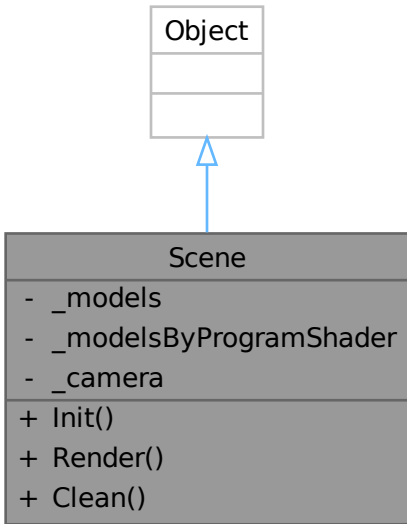 Object
Scene
- _models
- _modelsByProgramShader
- _camera
+ Init()
+ Render()
+ Clean()